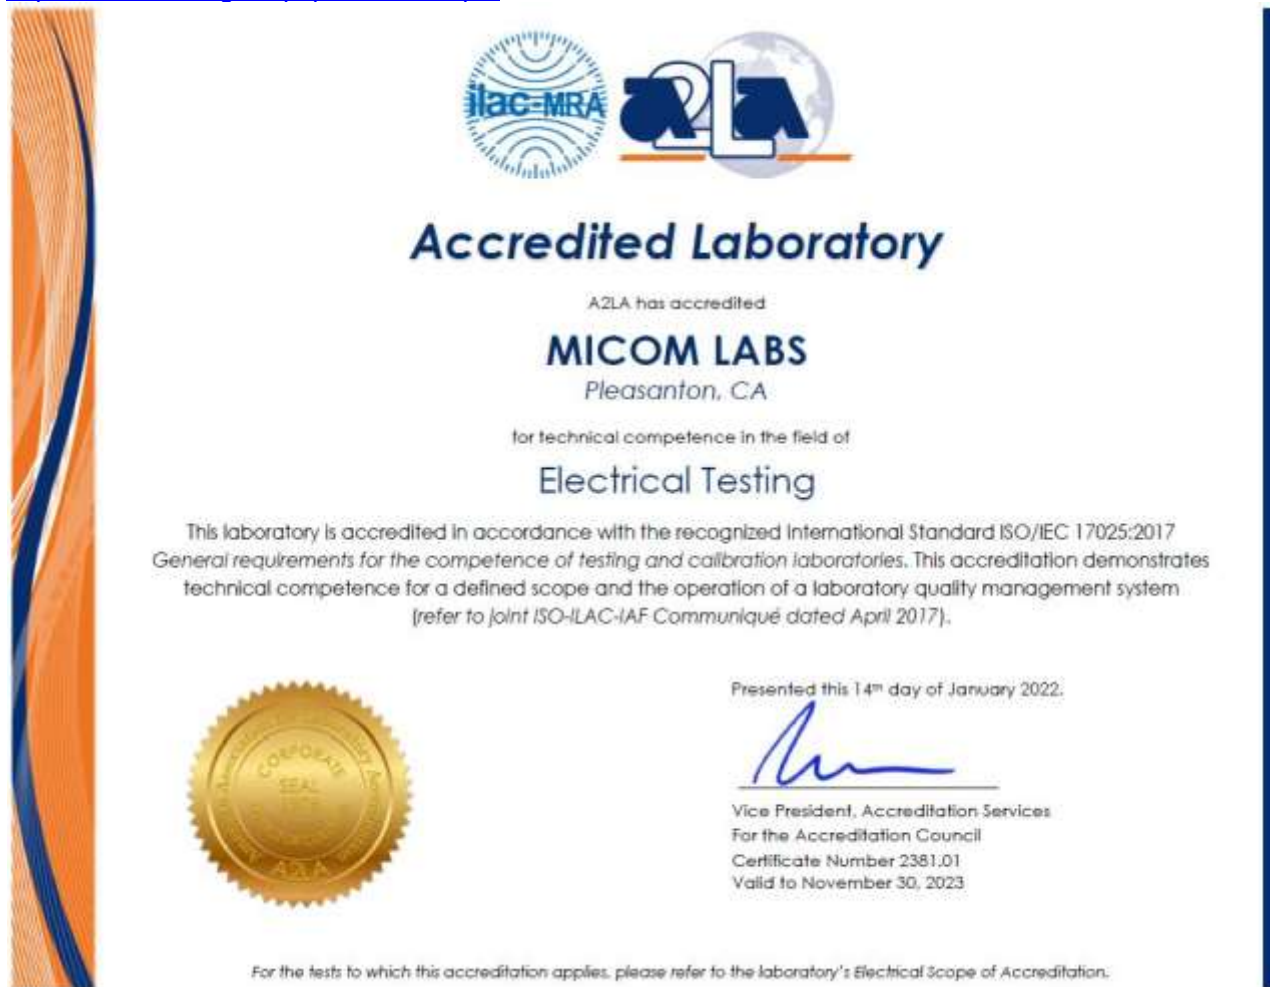 ilac-MRA
a2La
Accredited Laboratory
A2LA has accredited
MICOM LABS
Pleasanton, CA
for technical competence in the field of
Electrical Testing
This laboratory is accredited in accordance with the recognized International Standard ISO/IEC 17025:2017
General requirements for the competence of testing and calibration laboratories. This accreditation demonstrates
technical competence for a defined scope and the operation of a laboratory quality management system
(refer to joint ISO-ILAC-IAF Communiqué dated April 2017).
Presented this 14th day of January 2022.
CORPORATE
SEAL
A2LA
Vice President, Accreditation Services
For the Accreditation Council
Certificate Number 2381.01
Valid to November 30, 2023
For the tests to which this accreditation applies, please refer to the laboratory's Electrical Scope of Accreditation.